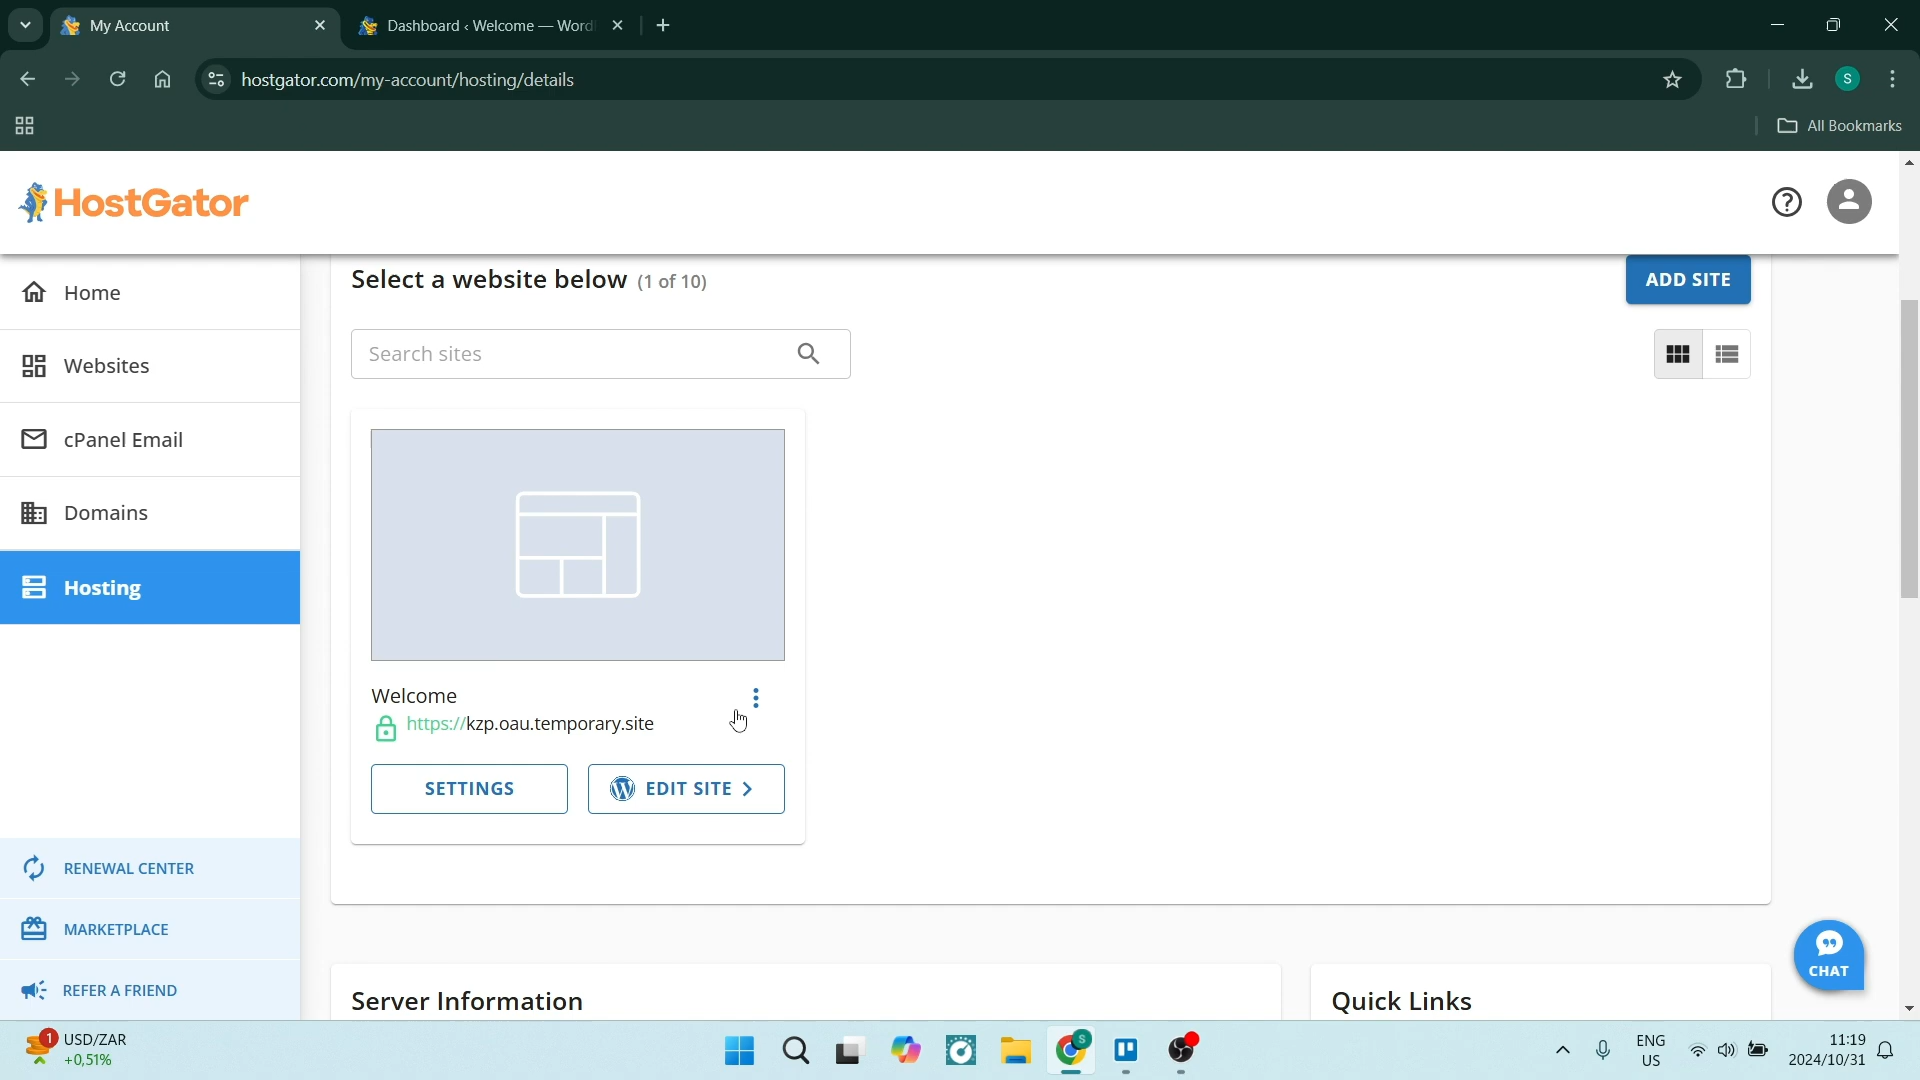 My Account
Dashboard ‹ Welcome — Word
hostgator.com/my-account/hosting/details
S
All Bookmarks
HostGator
Home
Websites
cPanel Email
Domains
Hosting
RENEWAL CENTER
MARKETPLACE
REFER A FRIEND
Select a website below (1 of 10)
ADD SITE
Search sites
Welcome
https://kzp.oau.temporary.site
SETTINGS
EDIT SITE
Server Information
Quick Links
CHAT
1
USD/ZAR
+0,51%
S
ENG
US
11:19
2024/10/31